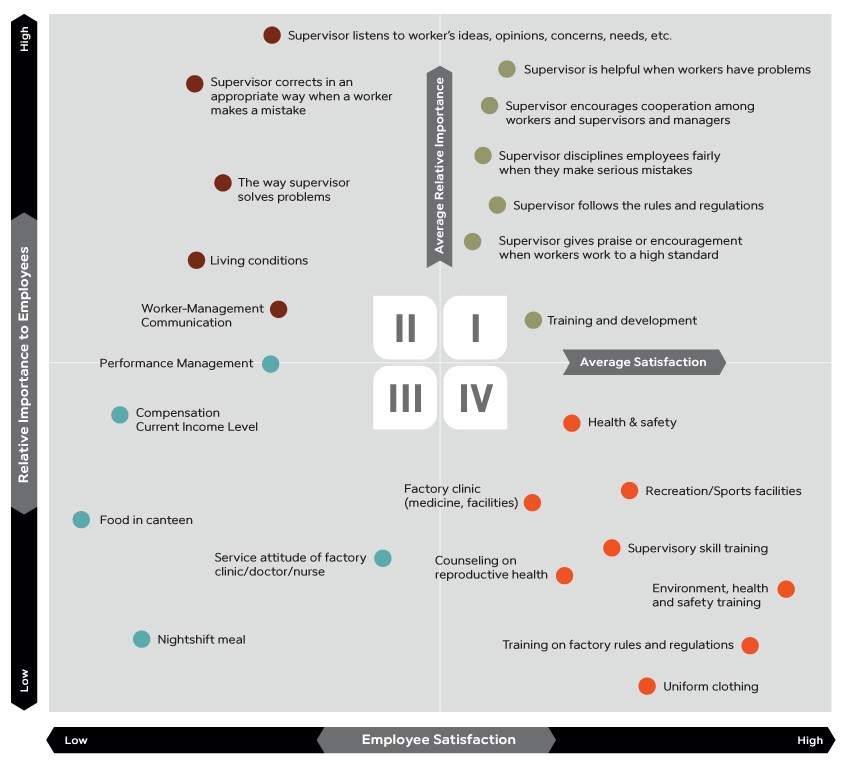 High
Supervisor listens to worker's ideas, opinions, concerns, needs, etc.
Supervisor is helpful when workers have problems
Supervisor corrects in an
appropriate way when a worker
makes a mistake
Average Relative Importance
Supervisor encourages cooperation among
workers and supervisors and managers
Supervisor disciplines employees fairly
when they make serious mistakes
The way supervisor
solves problems
Supervisor follows the rules and regulations
Supervisor gives praise or encouragement
when workers work to a high standard
Living conditions
Relative Importance to Employees
Worker-Management
Communication
II
I
Training and development
Performance Management
Average Satisfaction
III
IV
Compensation
Current Income Level
Health & safety
Factory clinic
(medicine, facilities)
Recreation/Sports facilities
Food in canteen
Service attitude of factory
clinic/doctor/nurse
Counseling on
reproductive health
Supervisory skill training
Environment, health
and safety training
Nightshift meal
Training on factory rules and regulations
Uniform clothing
Low
Low
Employee Satisfaction
High